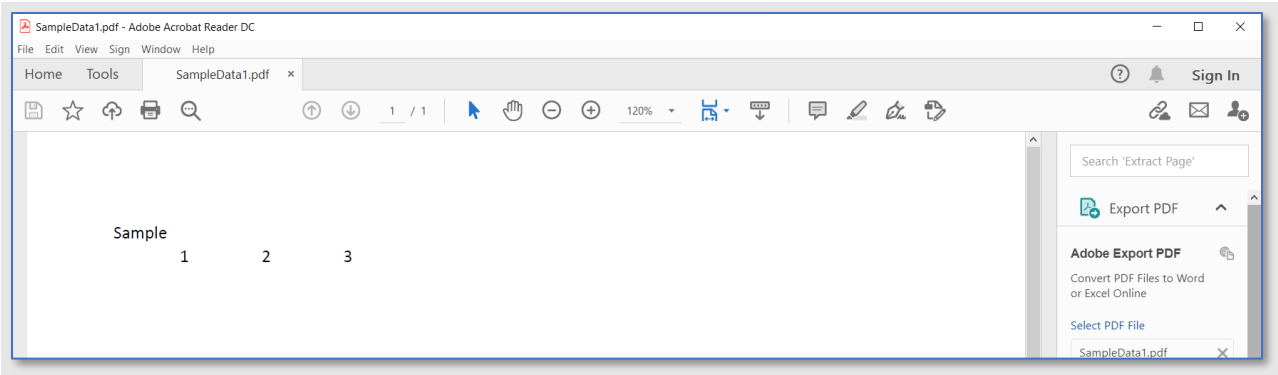 SampleData1.pdf - Adobe Acrobat Reader DC
File Edit View Sign Window Help
Home Tools SampleData1.pdf × Sign In
1 / 1 120%
Search 'Extract Page'
Export PDF
Sample
1 2 3
Adobe Export PDF
Convert PDF Files to Word
or Excel Online
Select PDF File
SampleData1.pdf